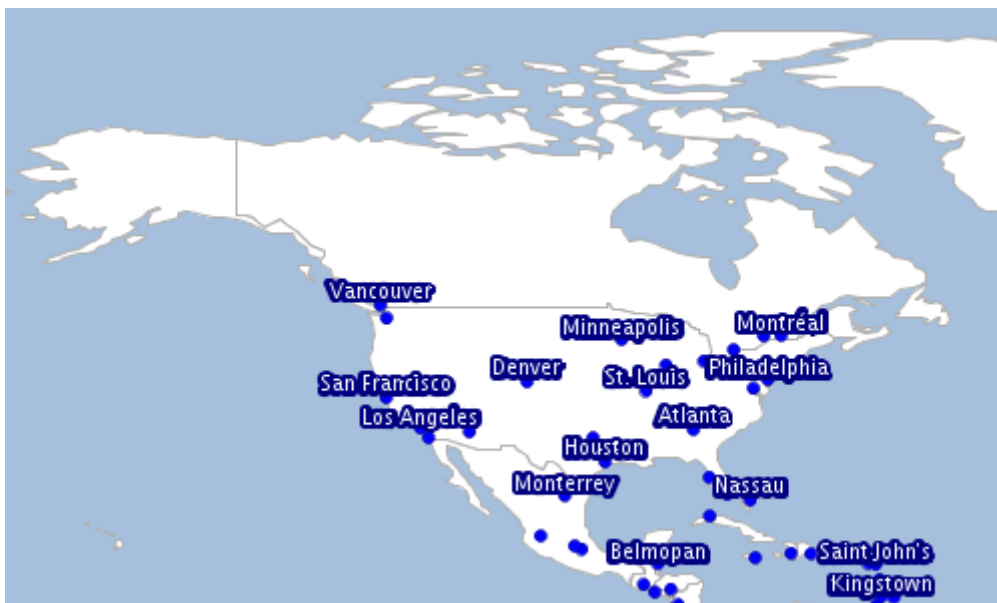 Vancouver
Minneapolis
Montréal
Denver
St. Louis
Philadelphia
San Francisco
Los Angeles
Atlanta
Houston
Monterrey
Nassau
Belmopan
Saint John's
Kingstown